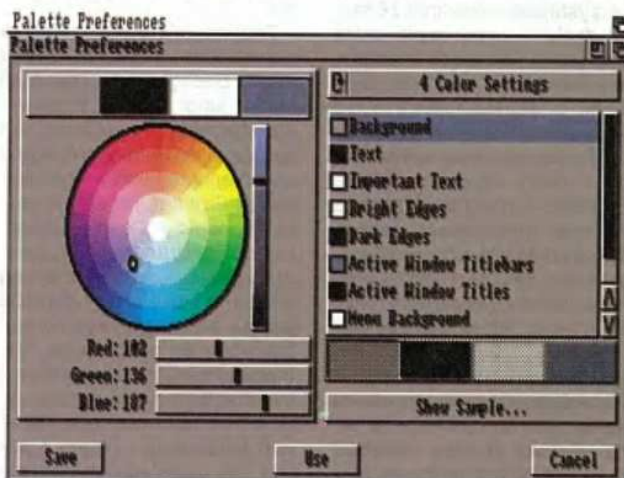 Palette Preferences
Palette Preferences
4 Color Settings
Background
Text
Important Text
Bright Edges
Dark Edges
Active Window Titlebars
Active Window Titles
Menu Background
Red: 102
Green: 136
Blue: 187
Show Sample...
Save
Use
Cancel